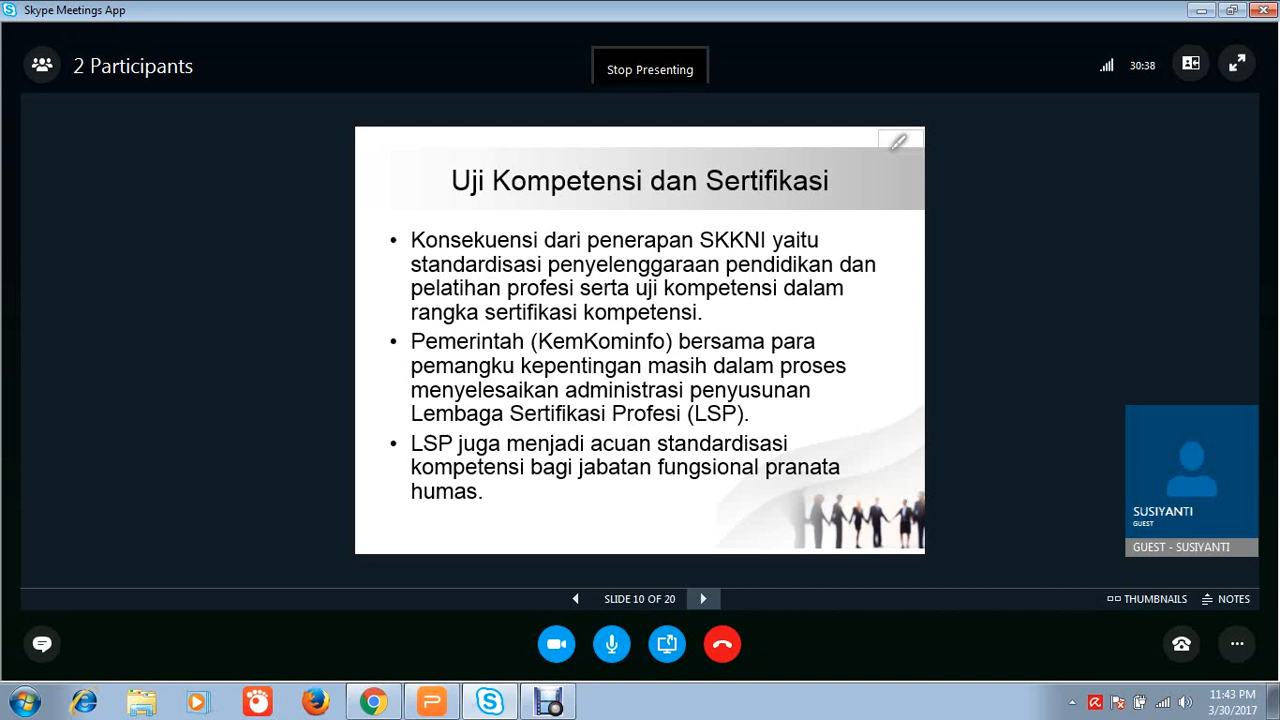 Skype Meetings App
2 Participants
Stop Presenting
30:38
Uji Kompetensi dan Sertifikasi
• Konsekuensi dari penerapan SKKNI yaitu
standardisasi penyelenggaraan pendidikan dan
pelatihan profesi serta uji kompetensi dalam
rangka sertifikasi kompetensi.
• Pemerintah (KemKominfo) bersama para
pemangku kepentingan masih dalam proses
menyelesaikan administrasi penyusunan
Lembaga Sertifikasi Profesi (LSP).
• LSP juga menjadi acuan standardisasi
kompetensi bagi jabatan fungsional pranata
humas.
SUSIYANTI
GUEST
GUEST - SUSIYANTI
SLIDE 10 OF 20
THUMBNAILS
NOTES
11:43 PM
3/30/2017